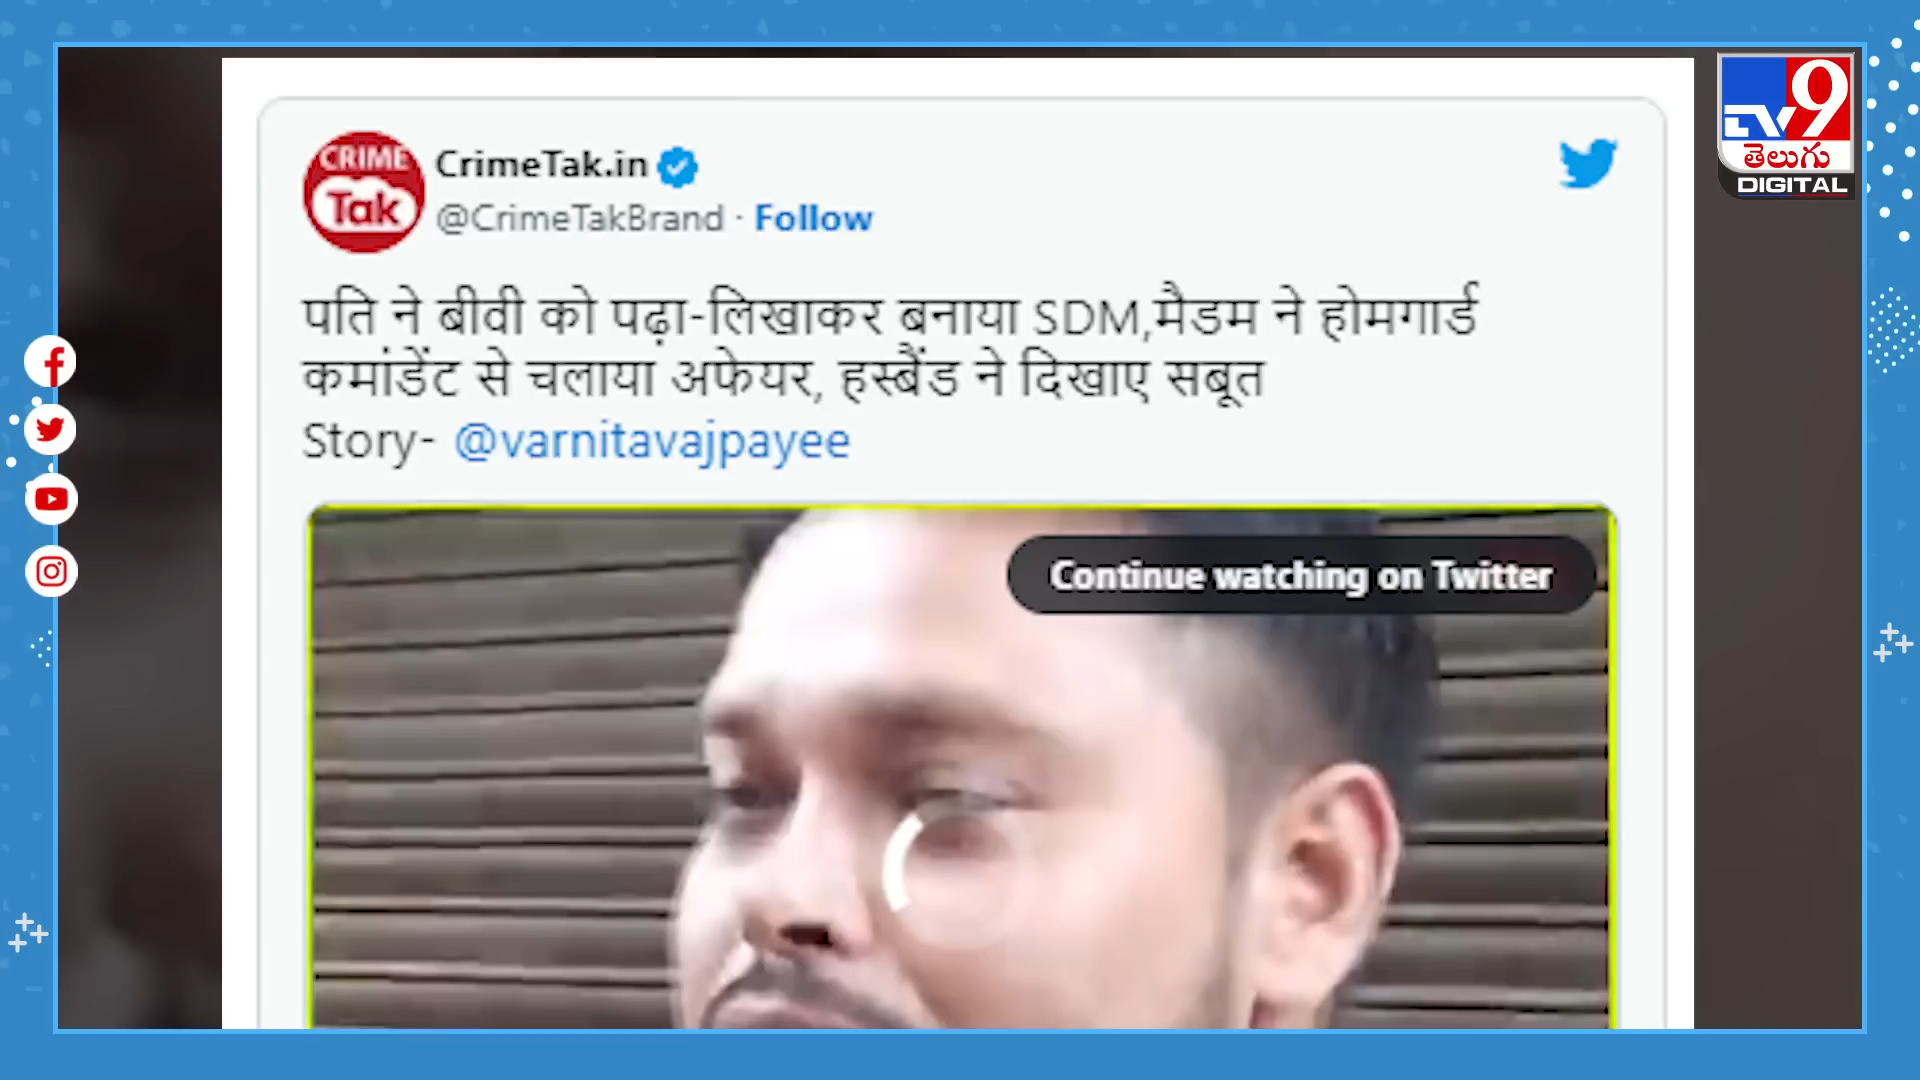 CRIME
Tak
CrimeTak.in
@CrimeTakBrand · Follow
पति ने बीवी को पढ़ा-लिखाकर बनाया SDM,मैडम ने होमगार्ड
कमांडेंट से चलाया अफेयर, हस्बैंड ने दिखाए सबूत
Story- @varnitavajpayee
Continue watching on Twitter
TV9
తెలుగు
DIGITAL